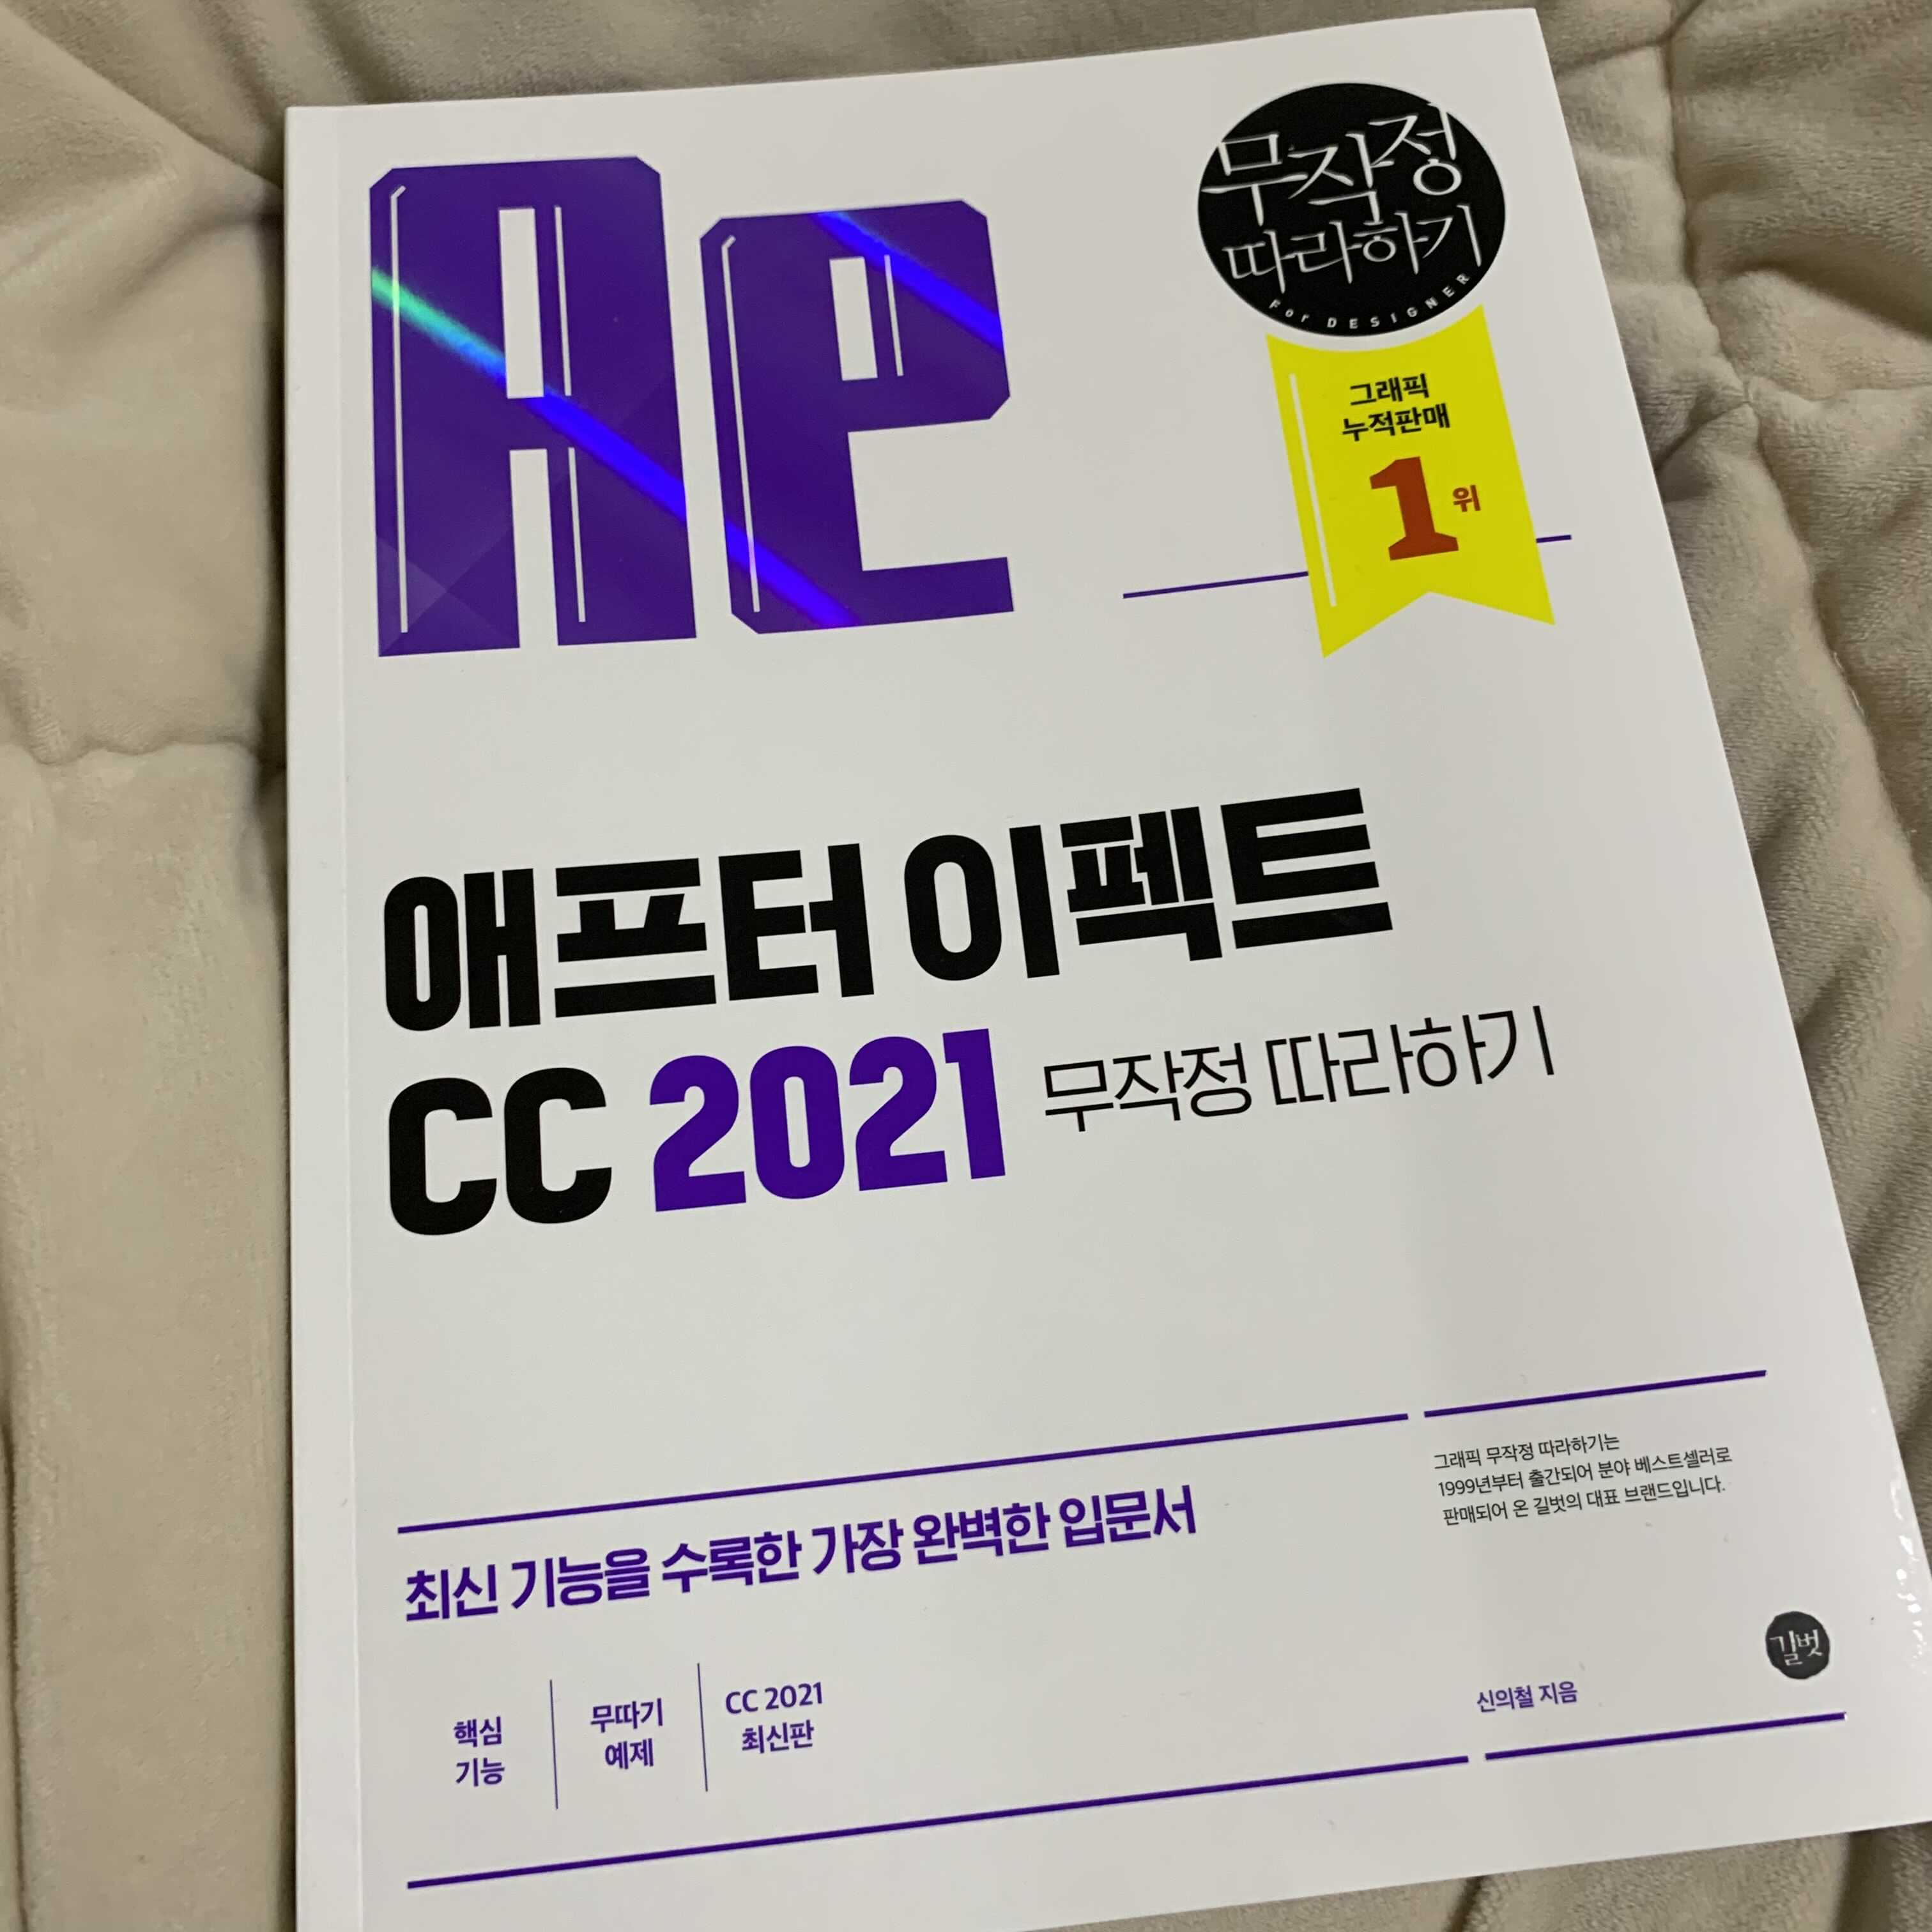 Ae
무작정
따라하기
For DESIGNER
그래픽
누적판매
1위
애프터 이펙트
CC 2021 무작정 따라하기
그래픽 무작정 따라하기는
1999년부터 출간되어 분야 베스트셀러로
판매되어 온 길벗의 대표 브랜드입니다.
최신 기능을 수록한 가장 완벽한 입문서
핵심
기능
무따기
예제
CC 2021
최신판
신의철 지음
길벗